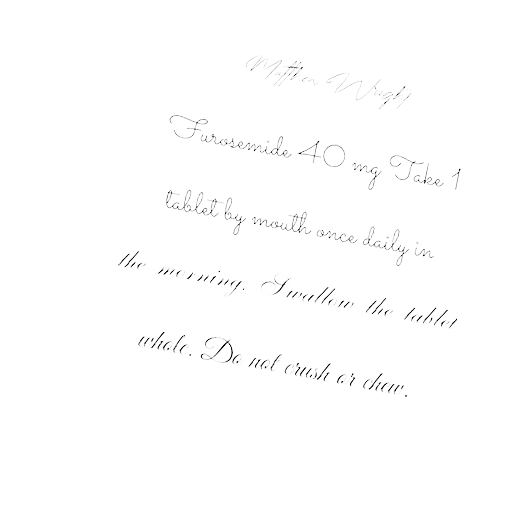 Matthew Wright
Furosemide 40 mg Take 1
tablet by mouth once daily in
the morning. Swallow the tablet
whole. Do not crush or chew.